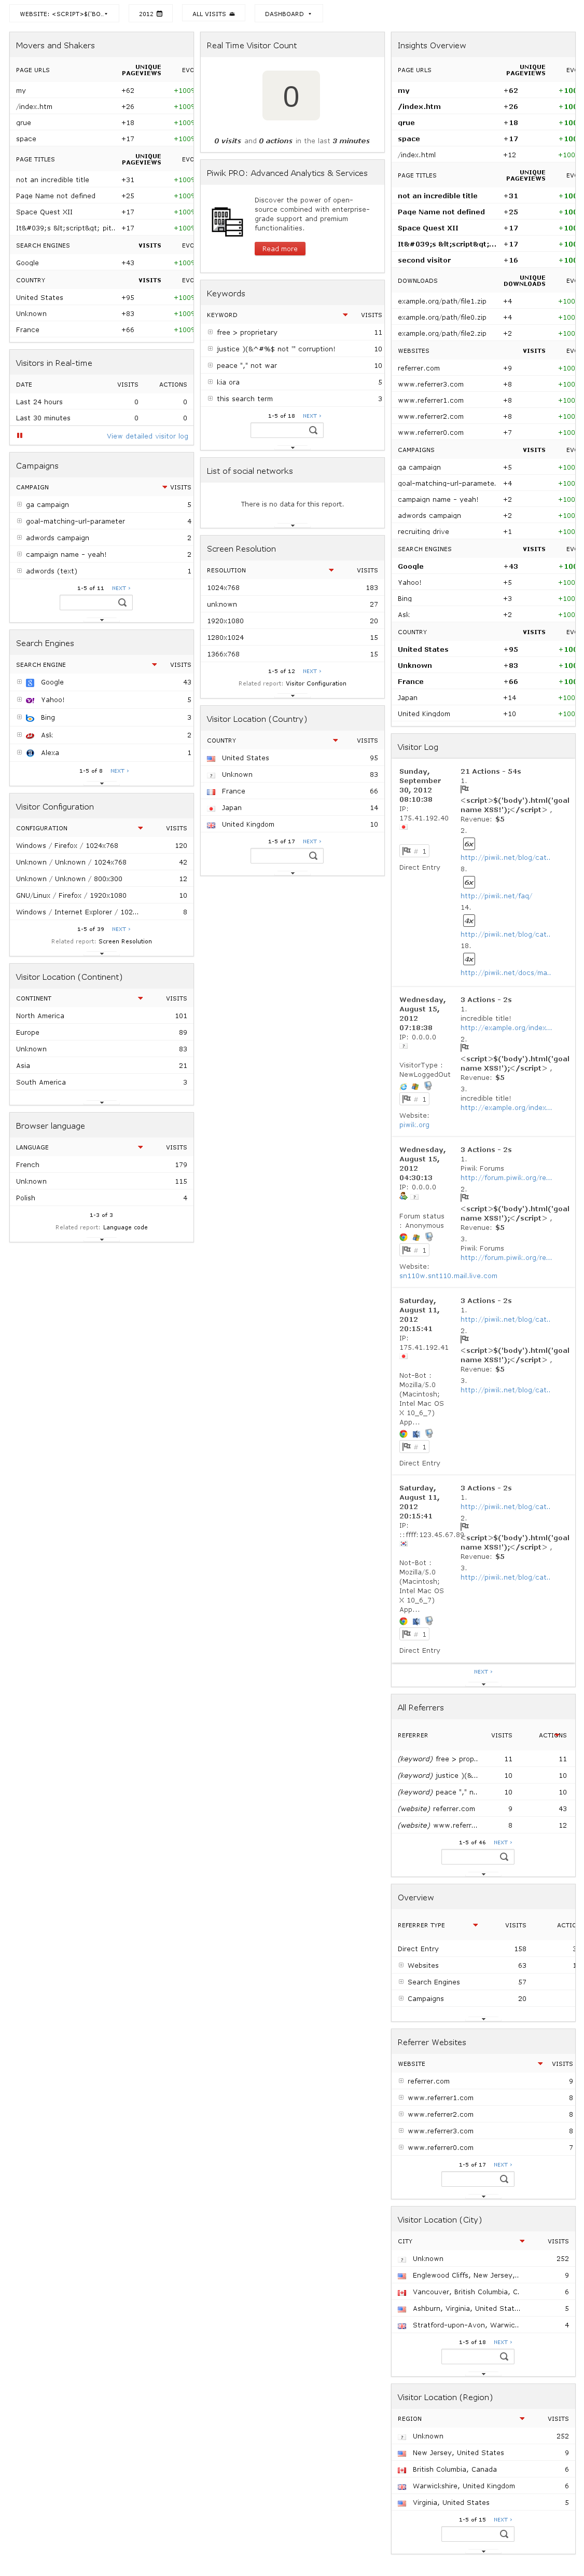 WEBSITE: <SCRIPT>$('BO..
2012
ALL VISITS
DASHBOARD
Movers and Shakers
PAGE URLS UNIQUE PAGEVIEWS EVO
my +62 +100%
/index.htm +26 +100%
grue +18 +100%
space +17 +100%
PAGE TITLES UNIQUE PAGEVIEWS EVO
not an incredible title +31 +100%
Page Name not defined +25 +100%
Space Quest XII +17 +100%
It&#039;s &lt;script&gt; pit.. +17 +100%
SEARCH ENGINES VISITS EVO
Google +43 +100%
COUNTRY VISITS EVO
United States +95 +100%
Unknown +83 +100%
France +66 +100%
Visitors in Real-time
DATE VISITS ACTIONS
Last 24 hours 0 0
Last 30 minutes 0 0
View detailed visitor log
Campaigns
CAMPAIGN VISITS
ga campaign 5
goal-matching-url-parameter 4
adwords campaign 2
campaign name - yeah! 2
adwords (text) 1
1-5 of 11 NEXT ›
Search Engines
SEARCH ENGINE VISITS
Google 43
Yahoo! 5
Bing 3
Ask 2
Alexa 1
1-5 of 8 NEXT ›
Visitor Configuration
CONFIGURATION VISITS
Windows / Firefox / 1024x768 120
Unknown / Unknown / 1024x768 42
Unknown / Unknown / 800x300 12
GNU/Linux / Firefox / 1920x1080 10
Windows / Internet Explorer / 102... 8
1-5 of 39 NEXT ›
Related report: Screen Resolution
Visitor Location (Continent)
CONTINENT VISITS
North America 101
Europe 89
Unknown 83
Asia 21
South America 3
Browser language
LANGUAGE VISITS
French 179
Unknown 115
Polish 4
1-3 of 3
Related report: Language code
Real Time Visitor Count
0
0 visits and 0 actions in the last 3 minutes
Piwik PRO: Advanced Analytics & Services
Discover the power of open-
source combined with enterprise-
grade support and premium
functionalities.
Read more
Keywords
KEYWORD VISITS
free > proprietary 11
justice )(&^#%$ not '" corruption! 10
peace "," not war 10
kia ora 5
this search term 3
1-5 of 18 NEXT ›
List of social networks
There is no data for this report.
Screen Resolution
RESOLUTION VISITS
1024x768 183
unknown 27
1920x1080 20
1280x1024 15
1366x768 15
1-5 of 12 NEXT ›
Related report: Visitor Configuration
Visitor Location (Country)
COUNTRY VISITS
United States 95
Unknown 83
France 66
Japan 14
United Kingdom 10
1-5 of 17 NEXT ›
Insights Overview
PAGE URLS UNIQUE PAGEVIEWS EVO
my +62 +100
/index.htm +26 +100
grue +18 +100
space +17 +100
/index.html +12 +100
PAGE TITLES UNIQUE PAGEVIEWS EVO
not an incredible title +31 +100
Page Name not defined +25 +100
Space Quest XII +17 +100
It&#039;s &lt;script&gt;... +17 +100
second visitor +16 +100
DOWNLOADS UNIQUE DOWNLOADS EVO
example.org/path/file1.zip +4 +100
example.org/path/file0.zip +4 +100
example.org/path/file2.zip +2 +100
WEBSITES VISITS EVO
referrer.com +9 +100
www.referrer3.com +8 +100
www.referrer1.com +8 +100
www.referrer2.com +8 +100
www.referrer0.com +7 +100
CAMPAIGNS VISITS EVO
ga campaign +5 +100
goal-matching-url-paramete. +4 +100
campaign name - yeah! +2 +100
adwords campaign +2 +100
recruiting drive +1 +100
SEARCH ENGINES VISITS EVO
Google +43 +100
Yahoo! +5 +100
Bing +3 +100
Ask +2 +100
COUNTRY VISITS EVO
United States +95 +100
Unknown +83 +100
France +66 +100
Japan +14 +100
United Kingdom +10 +100
Visitor Log
Sunday, September 30, 2012 08:10:38
IP: 175.41.192.40
# 1
Direct Entry
21 Actions - 54s
1.
<script>$('body').html('goal name XSS!');</script> ,
Revenue: $5
2.
6x
http://piwik.net/blog/cat..
8.
6x
http://piwik.net/faq/
14.
4x
http://piwik.net/blog/cat..
18.
4x
http://piwik.net/docs/ma..
Wednesday, August 15, 2012 07:18:38
IP: 0.0.0.0
VisitorType : NewLoggedOut
# 1
Website:
piwik.org
3 Actions - 2s
1.
incredible title!
http://example.org/index...
2.
<script>$('body').html('goal name XSS!');</script> ,
Revenue: $5
3.
incredible title!
http://example.org/index...
Wednesday, August 15, 2012 04:30:13
IP: 0.0.0.0
Forum status : Anonymous
# 1
Website:
sn110w.snt110.mail.live.com
3 Actions - 2s
1.
Piwik Forums
http://forum.piwik.org/re...
2.
<script>$('body').html('goal name XSS!');</script> ,
Revenue: $5
3.
Piwik Forums
http://forum.piwik.org/re...
Saturday, August 11, 2012 20:15:41
IP: 175.41.192.41
Not-Bot : Mozilla/5.0 (Macintosh; Intel Mac OS X 10_6_7) App...
# 1
Direct Entry
3 Actions - 2s
1.
http://piwik.net/blog/cat..
2.
<script>$('body').html('goal name XSS!');</script> ,
Revenue: $5
3.
http://piwik.net/blog/cat..
Saturday, August 11, 2012 20:15:41
IP: ::ffff:123.45.67.89
Not-Bot : Mozilla/5.0 (Macintosh; Intel Mac OS X 10_6_7) App...
# 1
Direct Entry
3 Actions - 2s
1.
http://piwik.net/blog/cat..
2.
<script>$('body').html('goal name XSS!');</script> ,
Revenue: $5
3.
http://piwik.net/blog/cat..
NEXT ›
All Referrers
REFERRER VISITS ACTIONS
(keyword) free > prop.. 11 11
(keyword) justice )(&... 10 10
(keyword) peace "," n.. 10 10
(website) referrer.com 9 43
(website) www.referr... 8 12
1-5 of 46 NEXT ›
Overview
REFERRER TYPE VISITS ACTIO
Direct Entry 158
Websites 63 1
Search Engines 57
Campaigns 20
Referrer Websites
WEBSITE VISITS
referrer.com 9
www.referrer1.com 8
www.referrer2.com 8
www.referrer3.com 8
www.referrer0.com 7
1-5 of 17 NEXT ›
Visitor Location (City)
CITY VISITS
Unknown 252
Englewood Cliffs, New Jersey,.. 9
Vancouver, British Columbia, C. 6
Ashburn, Virginia, United Stat... 5
Stratford-upon-Avon, Warwic.. 4
1-5 of 18 NEXT ›
Visitor Location (Region)
REGION VISITS
Unknown 252
New Jersey, United States 9
British Columbia, Canada 6
Warwickshire, United Kingdom 6
Virginia, United States 5
1-5 of 15 NEXT ›